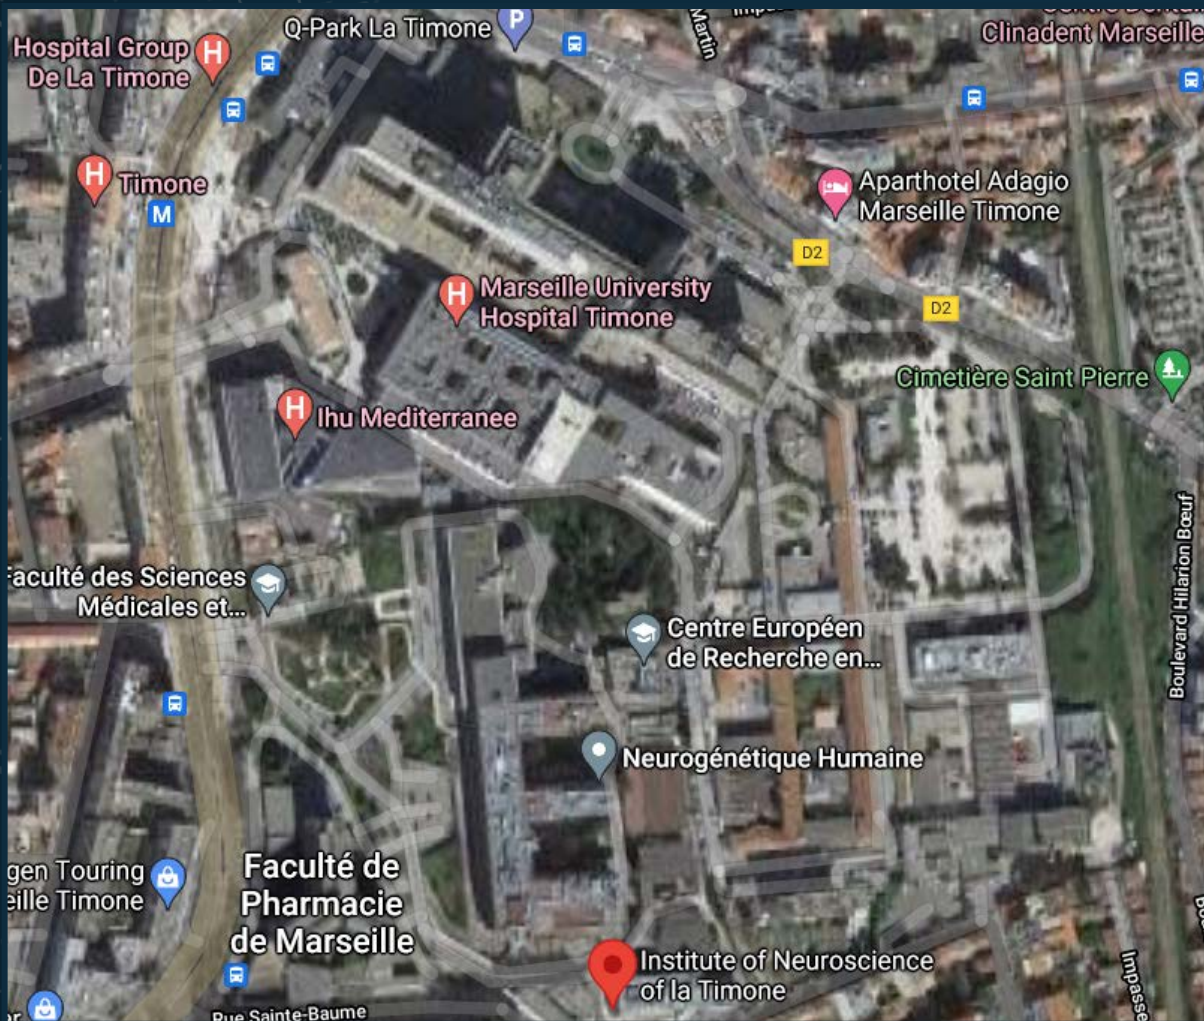 Q-Park La Timone
P
Martin
Clinadent Marseille
Hospital Group
De La Timone
H
H
Timone
M
Aparthotel Adagio
Marseille Timone
D2
D2
H
Marseille University
Hospital Timone
Cimetière Saint Pierre
H
Ihu Mediterranee
Boulevard Hilarion Bœuf
Faculté des Sciences
Médicales et...
Centre Européen
de Recherche en...
Neurogénétique Humaine
gen Touring
eille Timone
Faculté de
Pharmacie
de Marseille
Institute of Neuroscience
of la Timone
Impasse
Rue Sainte-Baume